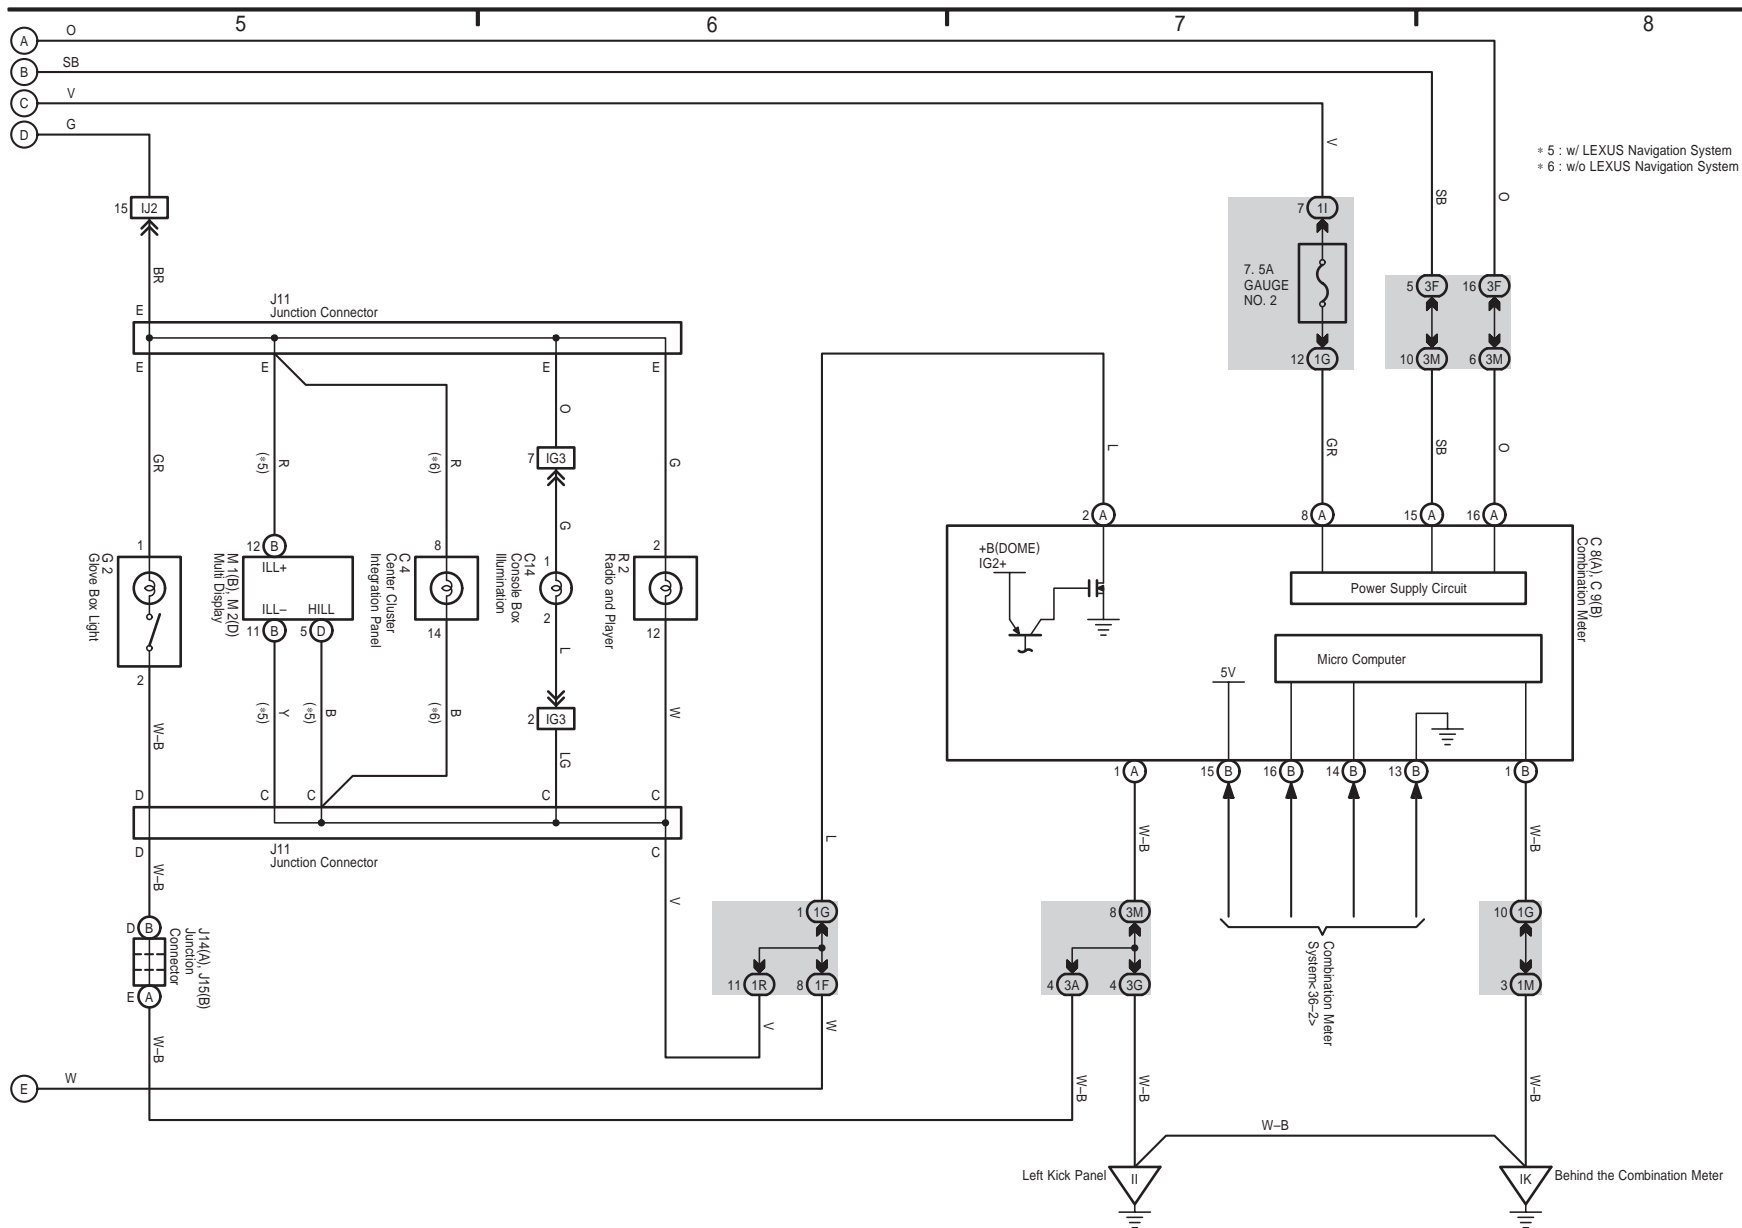 5
6
7
8
A
O
B
SB
C
V
D
G
* 5 : w/ LEXUS Navigation System
* 6 : w/o LEXUS Navigation System
V
SB
O
15 IJ2
7 1I
BR
7. 5A
GAUGE
NO. 2
5 3F
16 3F
J11
Junction Connector
E
12 1G
10 3M
6 3M
E
E
E
E
O
GR
R
(*5)
R
(*6)
7 IG3
G
L
GR
SB
O
G
2 A
8 A
15 A
16 A
1
12 B
8
1
2
G 2
Glove Box Light
ILL+
ILL–
HILL
M 1(B), M 2(D)
Multi Display
C 4
Center Cluster
Integration Panel
C14
Console Box
Illumination
R 2
Radio and Player
2
11 B
5 D
14
2
12
+B(DOME)
IG2+
Power Supply Circuit
Micro Computer
5V
C 8(A), C 9(B)
Combination Meter
L
W–B
Y
(*5)
B
(*5)
B
(*6)
2 IG3
LG
W
1 A
15 B
16 B
14 B
13 B
1 B
D
C
C
C
C
J11
Junction Connector
D
C
W–B
V
L
W–B
W–B
D B
J14(A), J15(B)
Junction
Connector
E A
1 1G
11 1R
8 1F
8 3M
4 3A
4 3G
Combination Meter
System<36–2>
10 1G
3 1M
V
W
W–B
E
W
W–B
W–B
W–B
W–B
Left Kick Panel
II
IK
Behind the Combination Meter